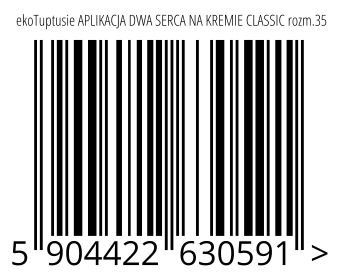 ekoTuptusie APLIKACJA DWA SERCA NA KREMIE CLASSIC rozm.35
5 904422 630591 >